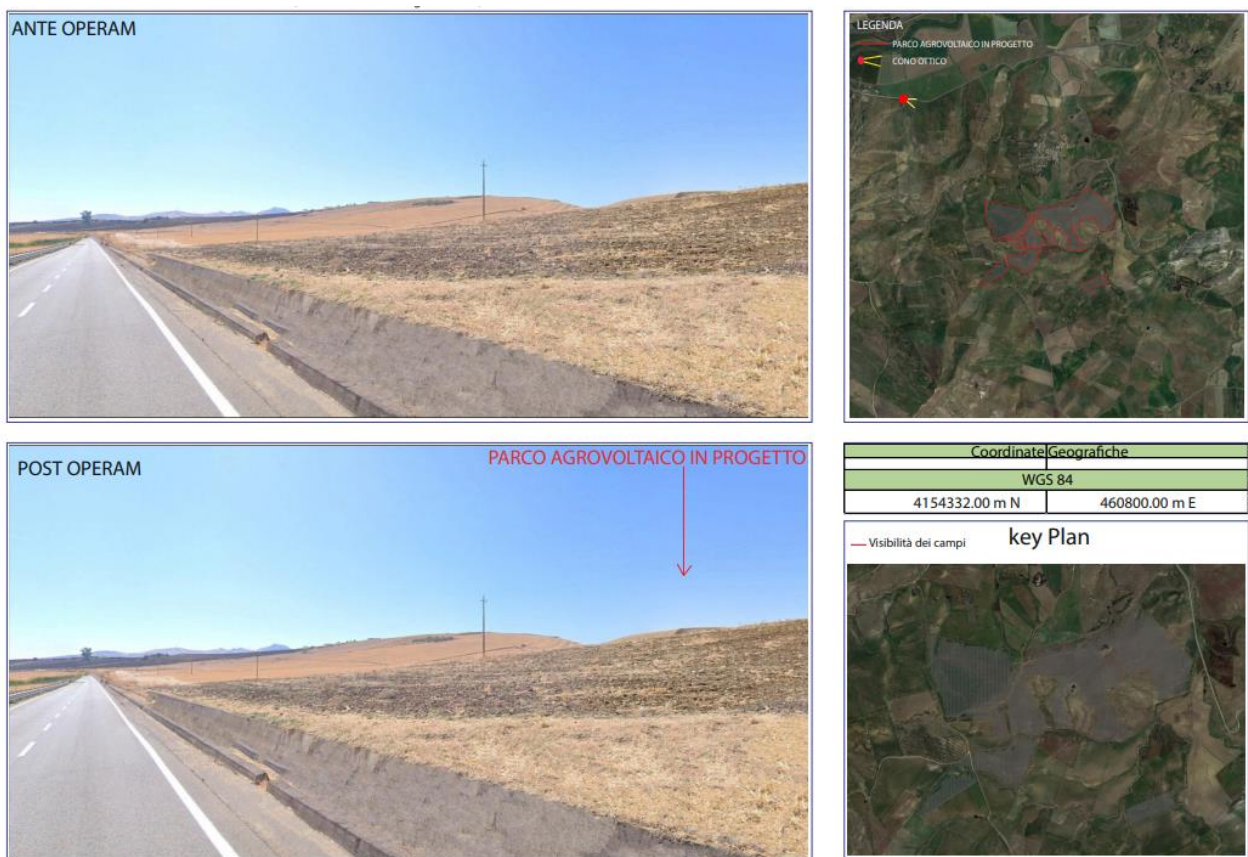 ANTE OPERAM
LEGENDA
PARCO AGROVOLTAICO IN PROGETTO
CONO OTTICO
POST OPERAM
PARCO AGROVOLTAICO IN PROGETTO
Coordinate Geografiche
WGS 84
4154332.00 m N 460800.00 m E
Visibilità dei campi
key Plan